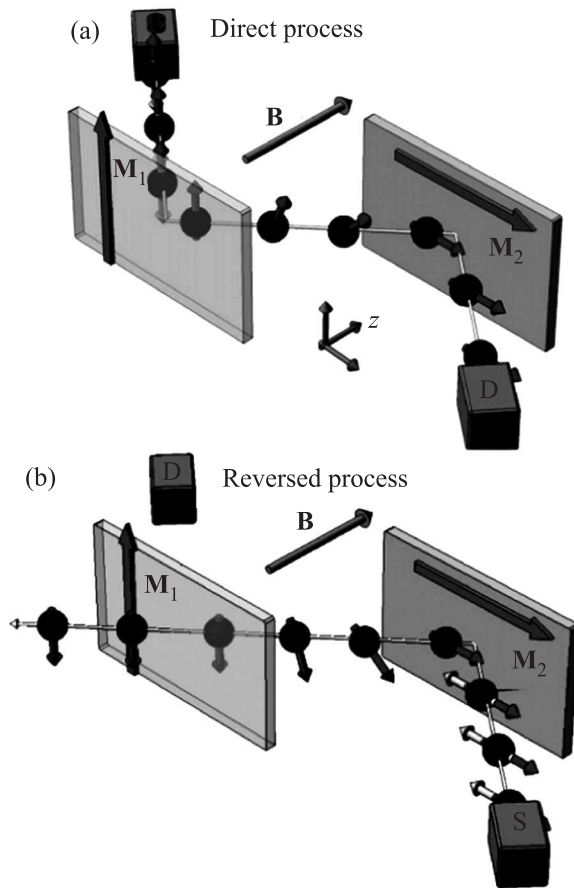 (a) Direct process
B
M1
M2
z
D
(b) Reversed process
D
B
M1
M2
S